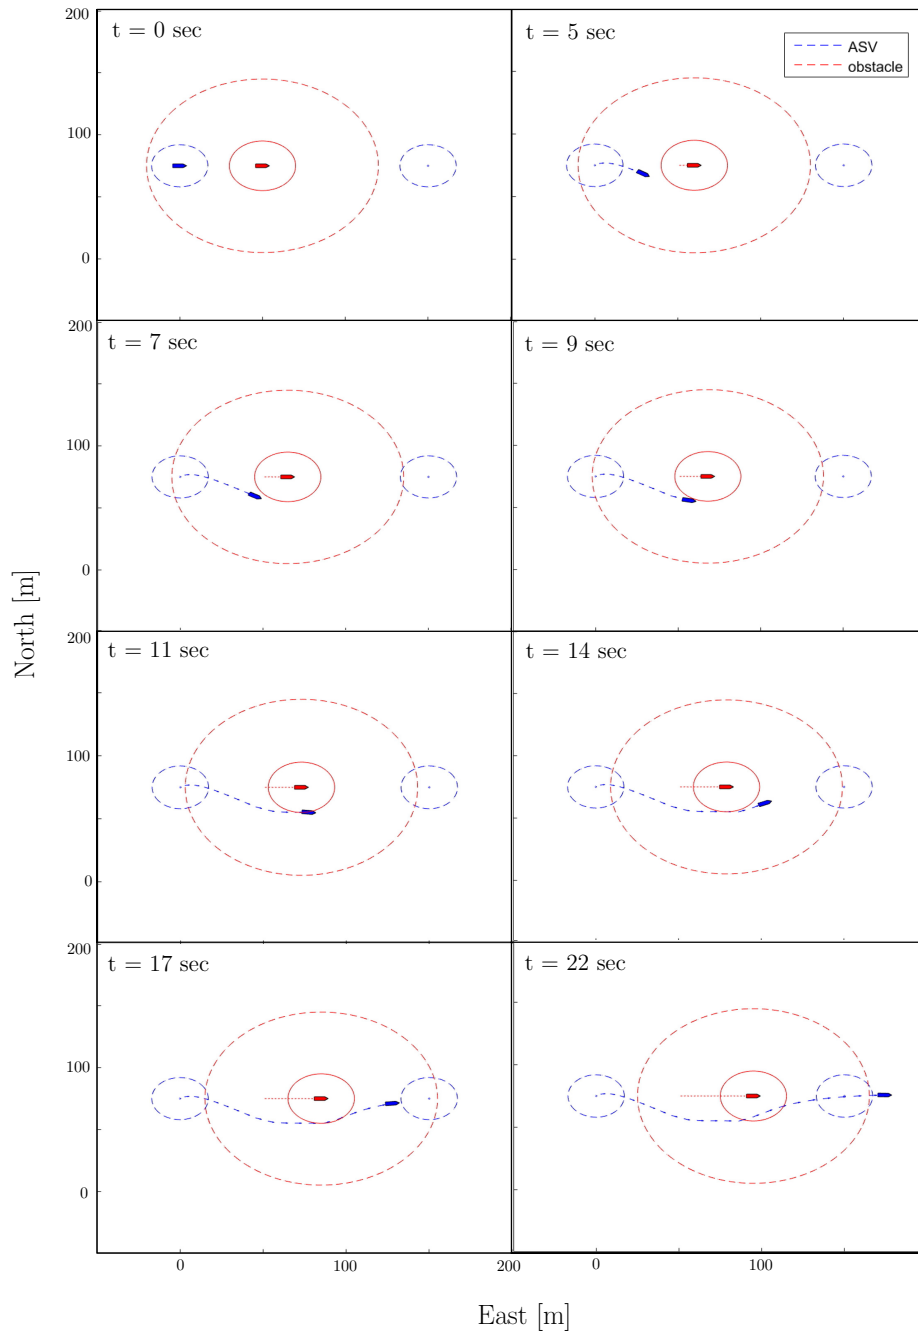 200
t = 0 sec
t = 5 sec
ASV
obstacle
100
0
200
t = 7 sec
t = 9 sec
100
0
North [m]
200
t = 11 sec
t = 14 sec
100
0
200
t = 17 sec
t = 22 sec
100
0
0
100
200
0
100
East [m]